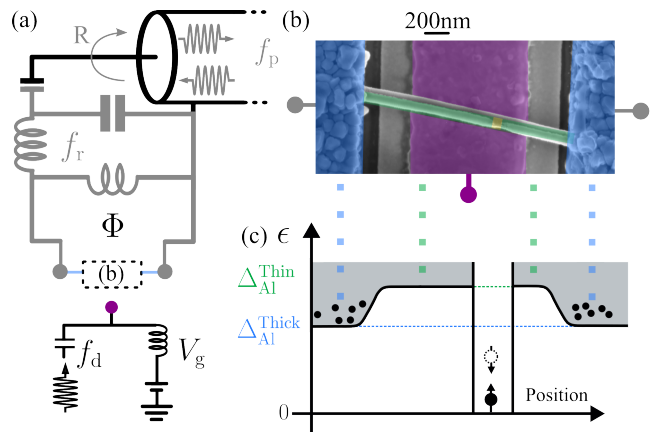 (a)
R
f_p
f_r
Φ
(b)
f_d
V_g
(b)
200nm
(c)
ϵ
Δ_Al^Thin
Δ_Al^Thick
0
Position